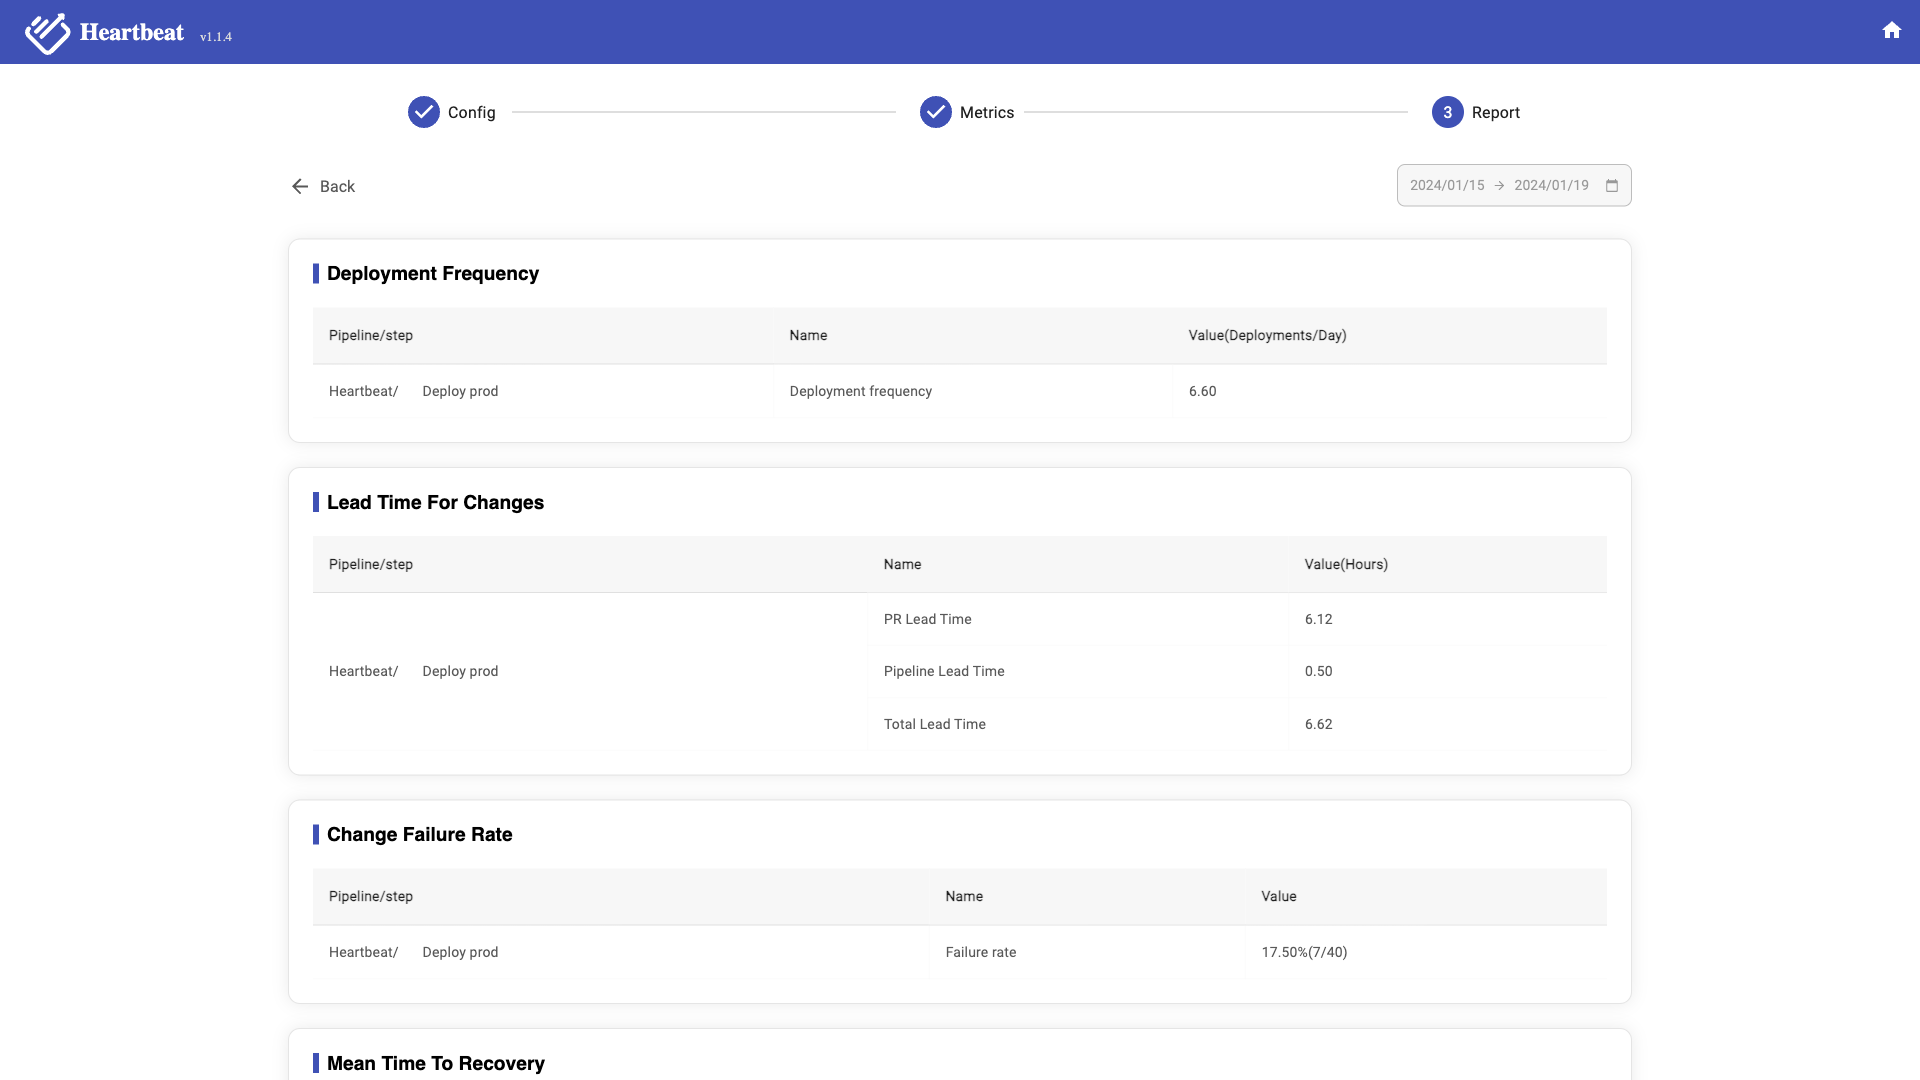 Heartbeat v1.1.4
Config Metrics 3 Report
Back 2024/01/15 → 2024/01/19
Deployment Frequency
Pipeline/step Name Value(Deployments/Day)
Heartbeat/ Deploy prod Deployment frequency 6.60
Lead Time For Changes
Pipeline/step Name Value(Hours)
PR Lead Time 6.12
Heartbeat/ Deploy prod Pipeline Lead Time 0.50
Total Lead Time 6.62
Change Failure Rate
Pipeline/step Name Value
Heartbeat/ Deploy prod Failure rate 17.50%(7/40)
Mean Time To Recovery